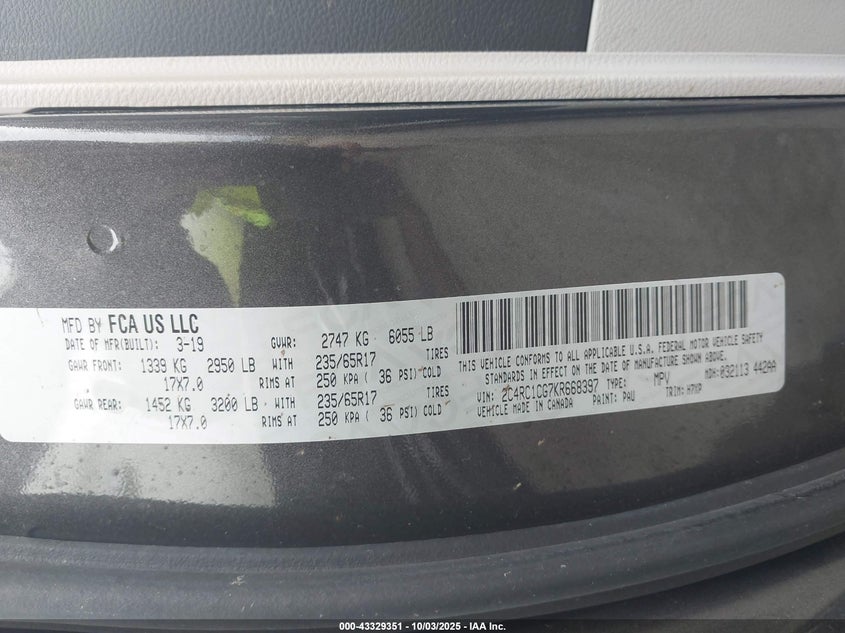 MFD BY FCA US LLC
DATE OF MFR(BUILT): 3-19 GVWR: 2747 KG 6055 LB
GAWR FRONT: 1339 KG 2950 LB WITH 235/65R17 TIRES
17X7.0 RIMS AT 250 KPA ( 36 PSI) COLD
GAWR REAR: 1452 KG 3200 LB WITH 235/65R17 TIRES
17X7.0 RIMS AT 250 KPA ( 36 PSI) COLD
THIS VEHICLE CONFORMS TO ALL APPLICABLE U.S.A. FEDERAL MOTOR VEHICLE SAFETY
STANDARDS IN EFFECT ON THE DATE OF MANUFACTURE SHOWN ABOVE.
VIN: 2C4RC1CG7KR668397 TYPE: MPV MDH:032113 442AA
VEHICLE MADE IN CANADA PAINT: PAU TRIM: H7XP
000-43329351 | 10/03/2025 - IAA Inc.